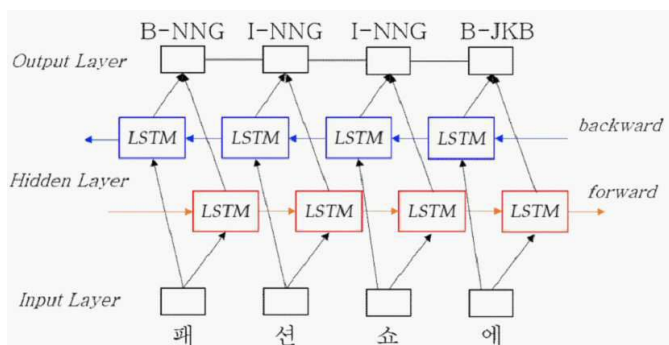 B-NNG I-NNG I-NNG B-JKB
Output Layer
LSTM LSTM LSTM LSTM backward
Hidden Layer forward
LSTM LSTM LSTM LSTM
Input Layer
패 션 쇼 에